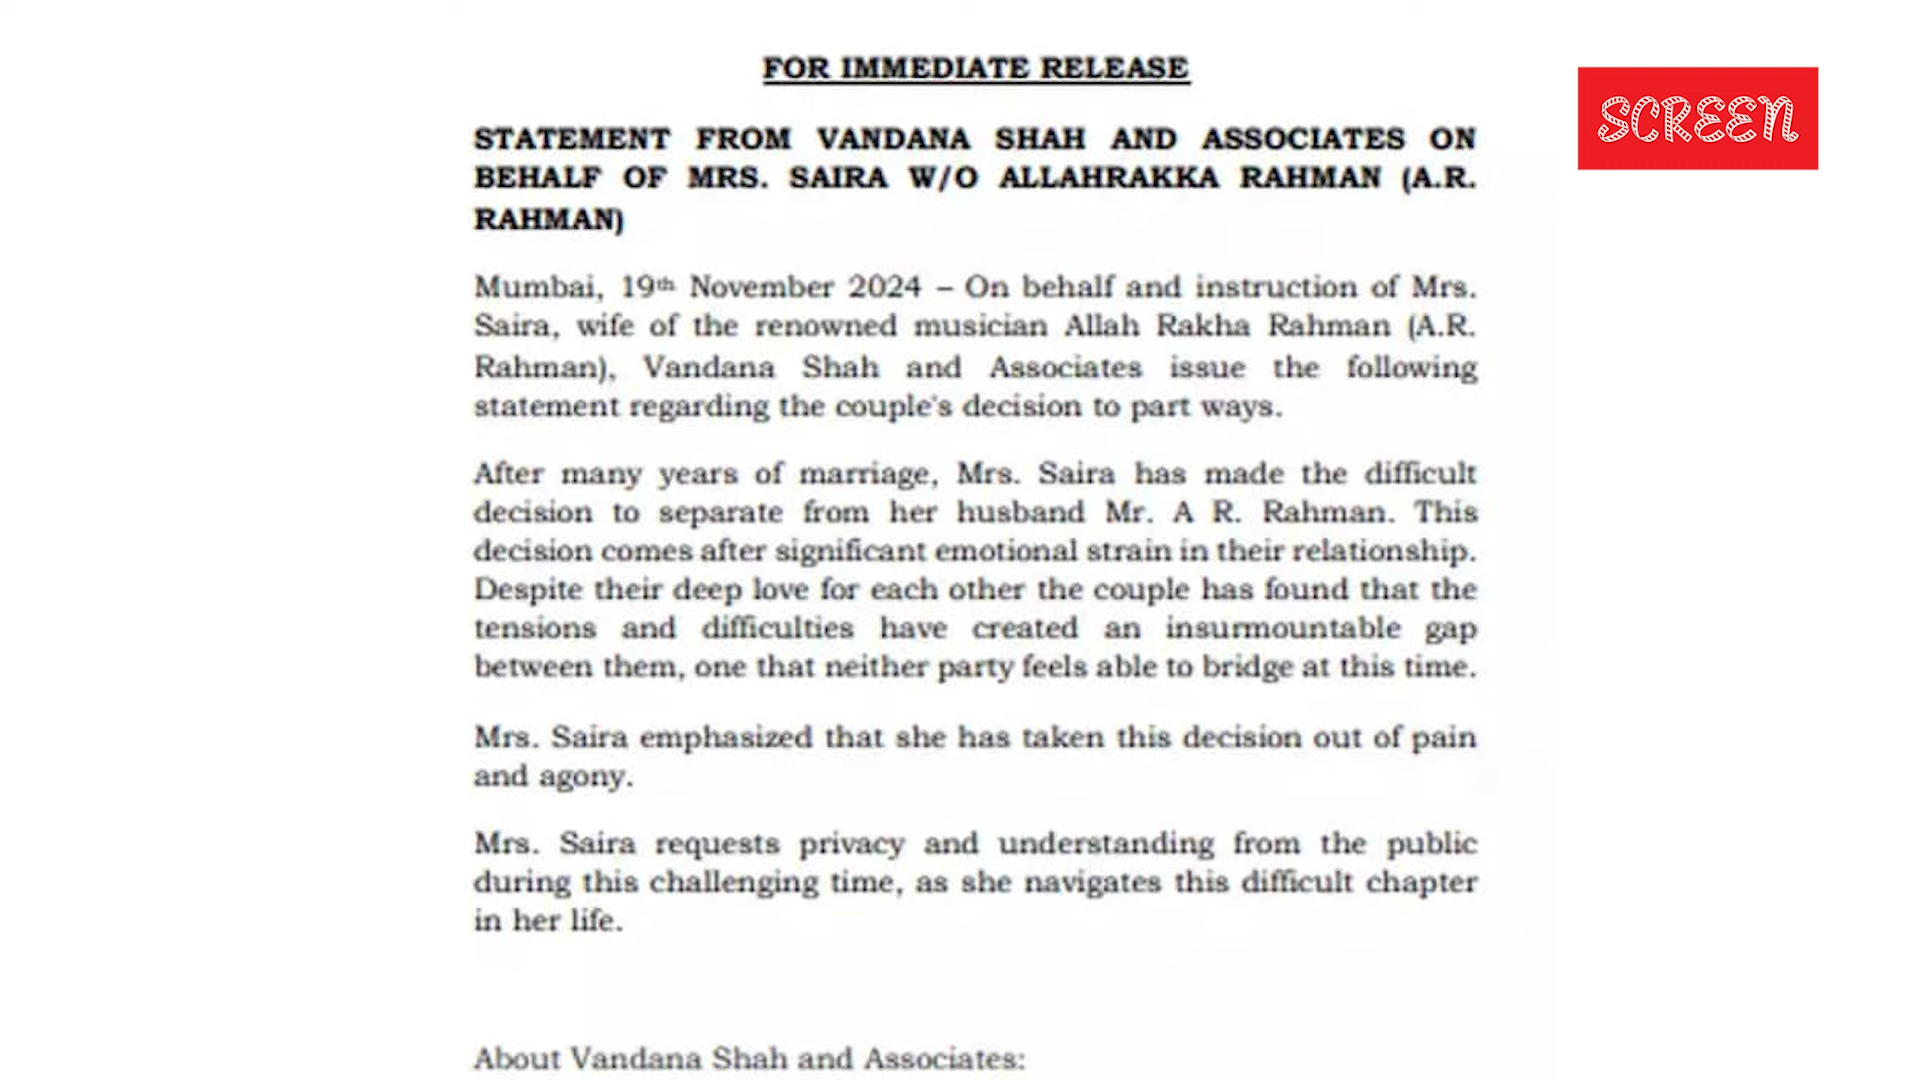 FOR IMMEDIATE RELEASE
SCREEN
STATEMENT FROM VANDANA SHAH AND ASSOCIATES ON
BEHALF OF MRS. SAIRA W/O ALLAHRAKKA RAHMAN (A.R.
RAHMAN)
Mumbai, 19th November 2024 – On behalf and instruction of Mrs.
Saira, wife of the renowned musician Allah Rakha Rahman (A.R.
Rahman), Vandana Shah and Associates issue the following
statement regarding the couple's decision to part ways.
After many years of marriage, Mrs. Saira has made the difficult
decision to separate from her husband Mr. A R. Rahman. This
decision comes after significant emotional strain in their relationship.
Despite their deep love for each other the couple has found that the
tensions and difficulties have created an insurmountable gap
between them, one that neither party feels able to bridge at this time.
Mrs. Saira emphasized that she has taken this decision out of pain
and agony.
Mrs. Saira requests privacy and understanding from the public
during this challenging time, as she navigates this difficult chapter
in her life.
About Vandana Shah and Associates: